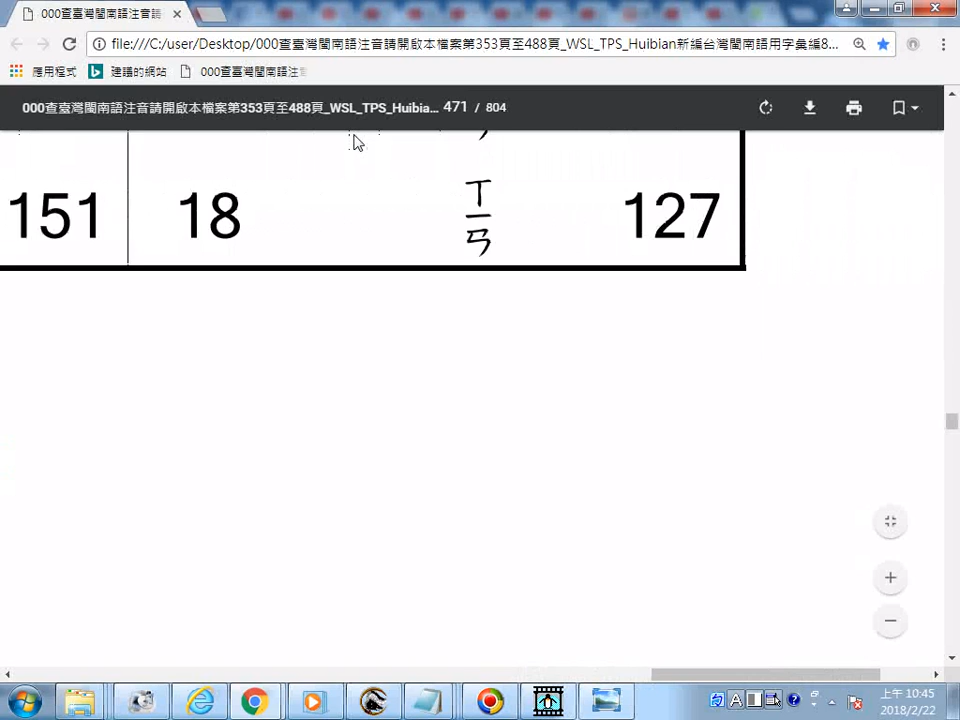 000查臺灣閩南語注音請
file:///C:/user/Desktop/000查臺灣閩南語注音請開啟本檔案第353頁至488頁_WSL_TPS_Huibian新編台灣閩南語用字彙編8...
應用程式
建議的網站
000查臺灣閩南語注音
000查臺灣閩南語注音請開啟本檔案第353頁至488頁_WSL_TPS_Huibia... 471 / 804
151 18 ㄒㄧㄢ 127
上午 10:45
2018/2/22